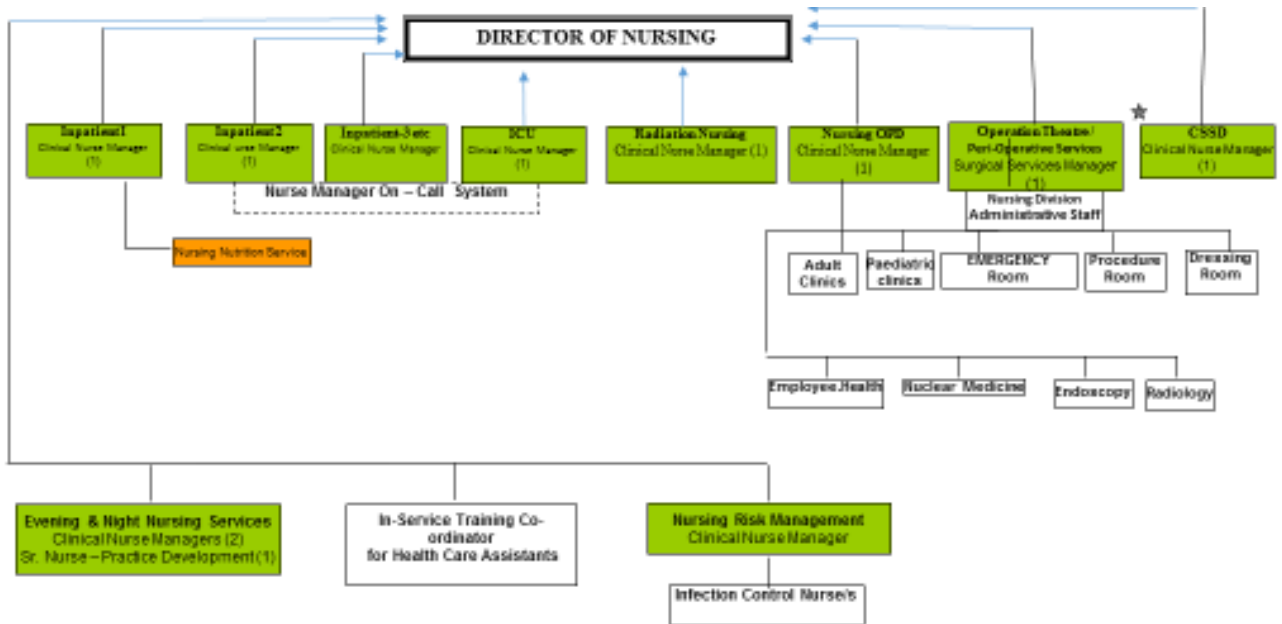 DIRECTOR OF NURSING
Inpatient1
Clinical Nurse Manager
(1)
Inpatient2
Clinical urse Manager
(1)
Inpatient-3 etc
Clinical Nurse Manager
ICU
Clinical Nurse Manager
(1)
Radiation Nursing
Clinical Nurse Manager (1)
Nursing OPD
Clinical Nurse Manager
(1)
Operation Theatre /
Peri-Operative Services
Surgical Services Manager
(1)
CSSD
Clinical Nurse Manager
(1)
Nurse Manager On – Call System
Nursing Division
Administrative Staff
Nursing Nutrition Service
Adult
Clinics
Paediatric
clinics
EMERGENCY
Room
Procedure
Room
Dressing
Room
Employee.Health
Nuclear Medicine
Endoscopy
Radiology
Evening & Night Nursing Services
Clinical Nurse Managers (2)
Sr. Nurse – Practice Development (1)
In-Service Training Co-
ordinator
for Health Care Assistants
Nursing Risk Management
Clinical Nurse Manager
Infection Control Nurse/s